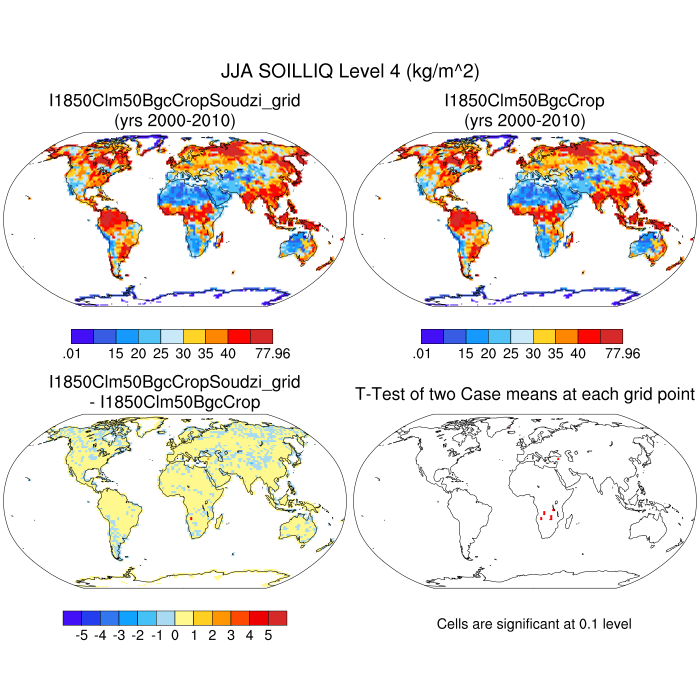 JJA SOILLIQ Level 4 (kg/m^2)
I1850Clm50BgcCropSoudzi_grid
(yrs 2000-2010)
I1850Clm50BgcCrop
(yrs 2000-2010)
.01 15 20 25 30 35 40 77.96
.01 15 20 25 30 35 40 77.96
I1850Clm50BgcCropSoudzi_grid
- I1850Clm50BgcCrop
T-Test of two Case means at each grid point
-5 -4 -3 -2 -1 0 1 2 3 4 5
Cells are significant at 0.1 level